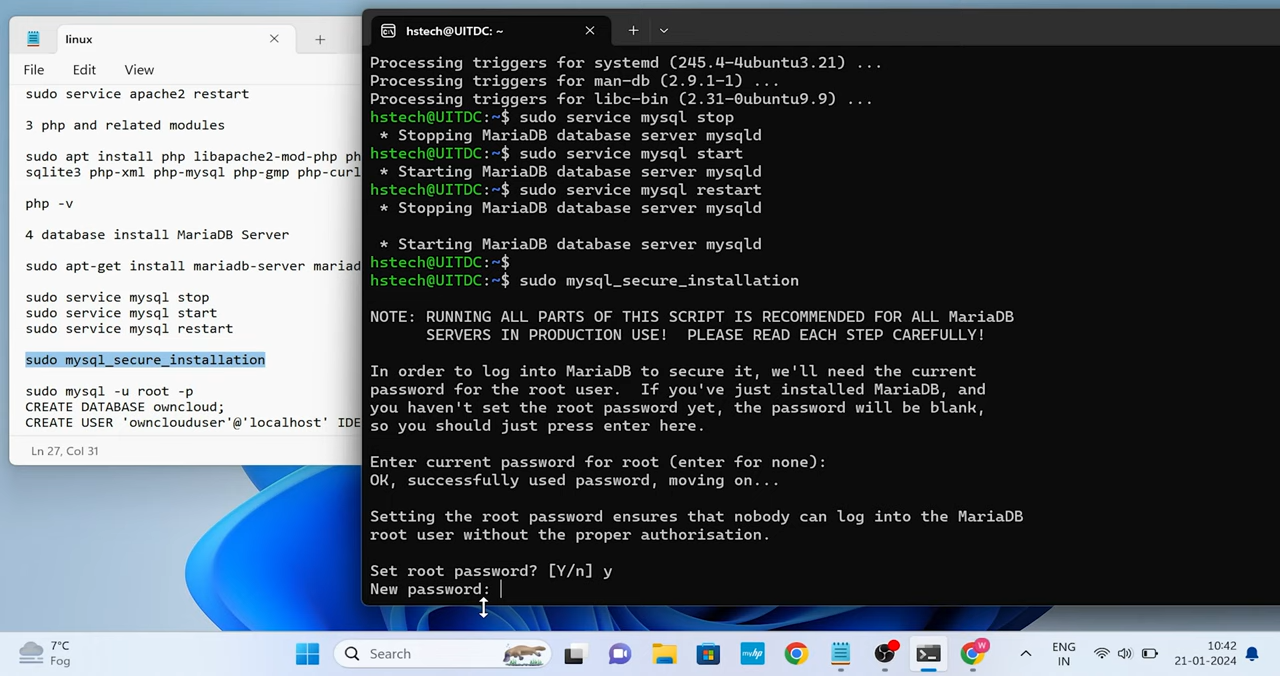 linux
File Edit View
sudo service apache2 restart
3 php and related modules
sudo apt install php libapache2-mod-php ph
sqlite3 php-xml php-mysql php-gmp php-curl
php -v
4 database install MariaDB Server
sudo apt-get install mariadb-server mariad
sudo service mysql stop
sudo service mysql start
sudo service mysql restart
sudo mysql_secure_installation
sudo mysql -u root -p
CREATE DATABASE owncloud;
CREATE USER 'ownclouduser'@'localhost' IDE
Ln 27, Col 31
hstech@UITDC: ~
Processing triggers for systemd (245.4-4ubuntu3.21) ...
Processing triggers for man-db (2.9.1-1) ...
Processing triggers for libc-bin (2.31-0ubuntu9.9) ...
hstech@UITDC:~$ sudo service mysql stop
* Stopping MariaDB database server mysqld
hstech@UITDC:~$ sudo service mysql start
* Starting MariaDB database server mysqld
hstech@UITDC:~$ sudo service mysql restart
* Stopping MariaDB database server mysqld
* Starting MariaDB database server mysqld
hstech@UITDC:~$
hstech@UITDC:~$ sudo mysql_secure_installation
NOTE: RUNNING ALL PARTS OF THIS SCRIPT IS RECOMMENDED FOR ALL MariaDB
SERVERS IN PRODUCTION USE! PLEASE READ EACH STEP CAREFULLY!
In order to log into MariaDB to secure it, we'll need the current
password for the root user. If you've just installed MariaDB, and
you haven't set the root password yet, the password will be blank,
so you should just press enter here.
Enter current password for root (enter for none):
OK, successfully used password, moving on...
Setting the root password ensures that nobody can log into the MariaDB
root user without the proper authorisation.
Set root password? [Y/n] y
New password:
7°C
Fog
Search
myhp
W
ENG
IN
10:42
21-01-2024